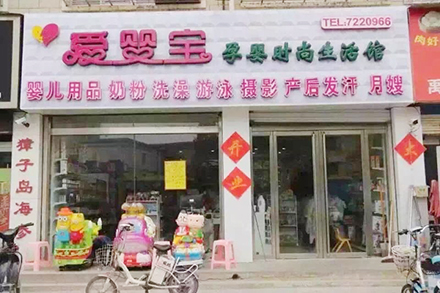 TEL:7220966
爱婴宝 孕婴时尚生活馆
婴儿用品 奶粉 洗澡 游泳 摄影 产后发汗 月嫂
獐子岛海参
开
业
大